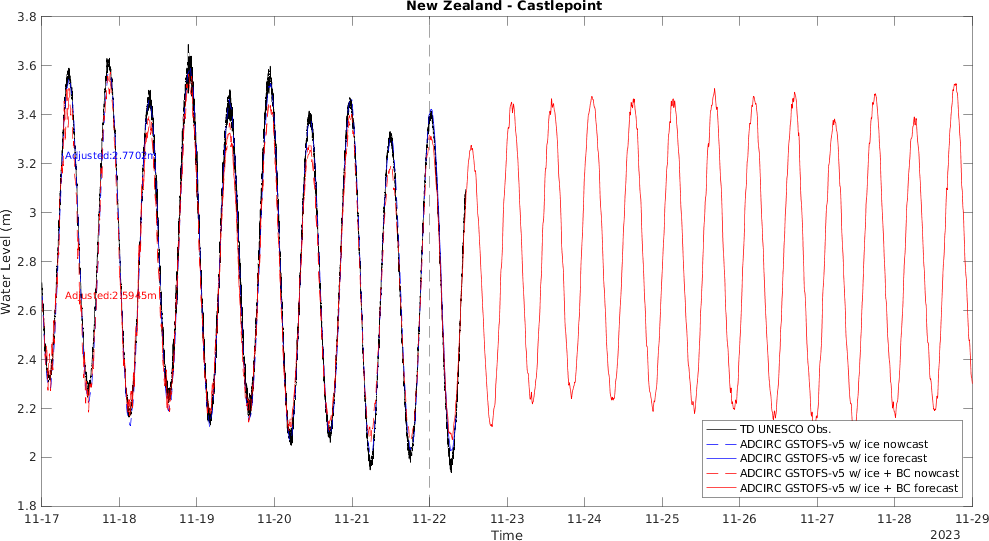 New Zealand - Castlepoint
3.8
3.6
3.4
3.2
3
2.8
2.6
2.4
2.2
2
1.8
Water Level (m)
Adjusted:2.7702m
Adjusted:2.5945m
TD UNESCO Obs.
ADCIRC GSTOFS-v5 w/ ice nowcast
ADCIRC GSTOFS-v5 w/ ice forecast
ADCIRC GSTOFS-v5 w/ ice + BC nowcast
ADCIRC GSTOFS-v5 w/ ice + BC forecast
11-17 11-18 11-19 11-20 11-21 11-22 11-23 11-24 11-25 11-26 11-27 11-28 11-29
Time
2023